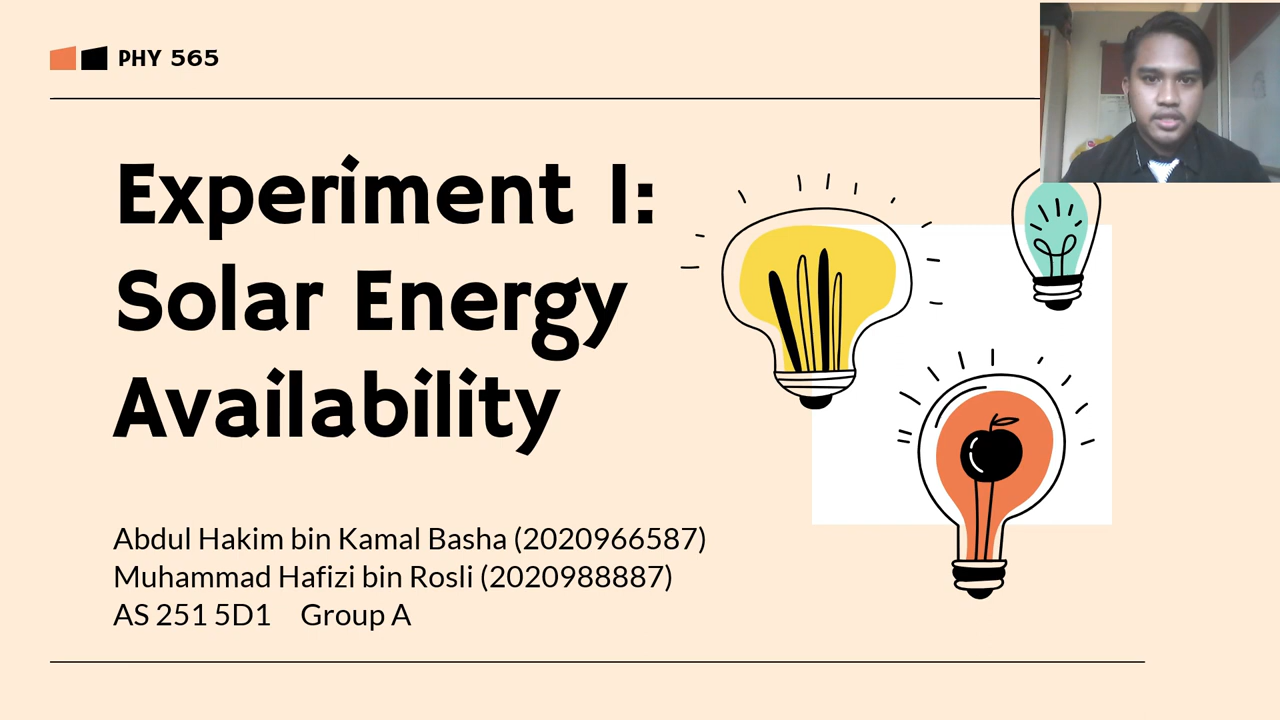 PHY 565
Experiment 1:
Solar Energy
Availability
Abdul Hakim bin Kamal Basha (2020966587)
Muhammad Hafizi bin Rosli (2020988887)
AS 251 5D1 Group A